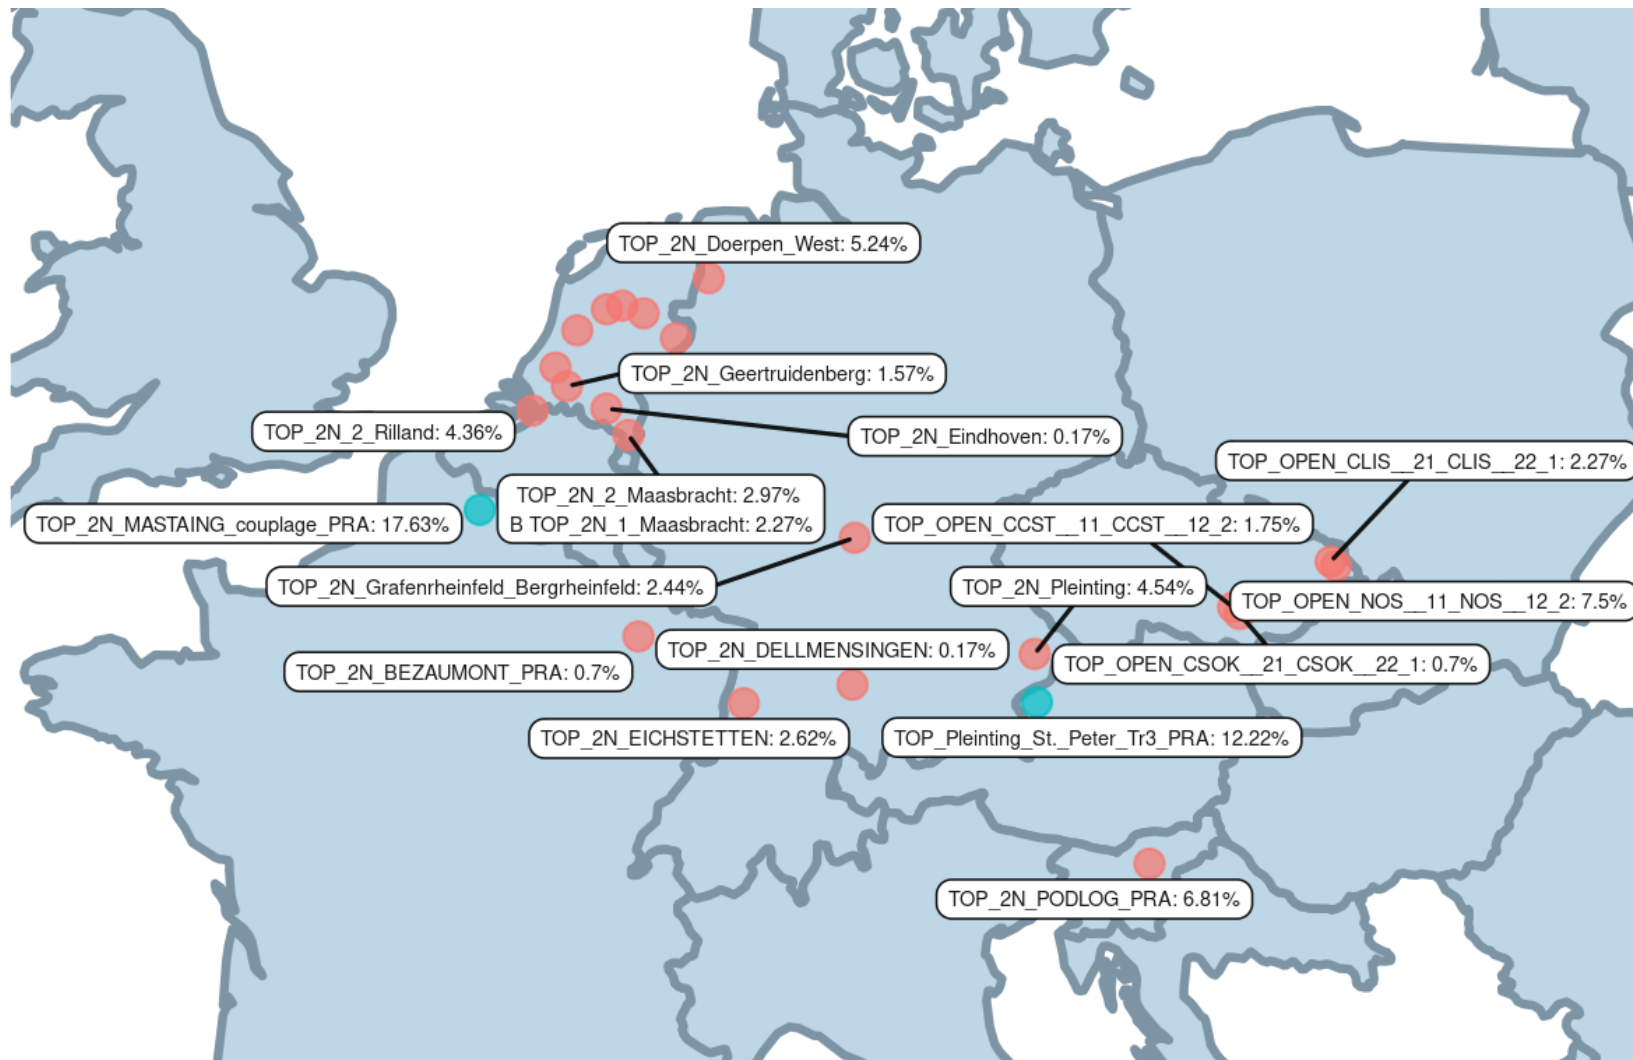 TOP_2N_Doerpen_West: 5.24%
TOP_2N_Geertruidenberg: 1.57%
TOP_2N_2_Rilland: 4.36%
TOP_2N_Eindhoven: 0.17%
TOP_OPEN_CLIS__21_CLIS__22_1: 2.27%
TOP_2N_2_Maasbracht: 2.97%
B TOP_2N_1_Maasbracht: 2.27%
TOP_2N_MASTAING_couplage_PRA: 17.63%
TOP_OPEN_CCST__11_CCST__12_2: 1.75%
TOP_2N_Grafenrheinfeld_Bergrheinfeld: 2.44%
TOP_2N_Pleinting: 4.54%
TOP_OPEN_NOS__11_NOS__12_2: 7.5%
TOP_2N_DELLMENSINGEN: 0.17%
TOP_2N_BEZAUMONT_PRA: 0.7%
TOP_OPEN_CSOK__21_CSOK__22_1: 0.7%
TOP_2N_EICHSTETTEN: 2.62%
TOP_Pleinting_St._Peter_Tr3_PRA: 12.22%
TOP_2N_PODLOG_PRA: 6.81%